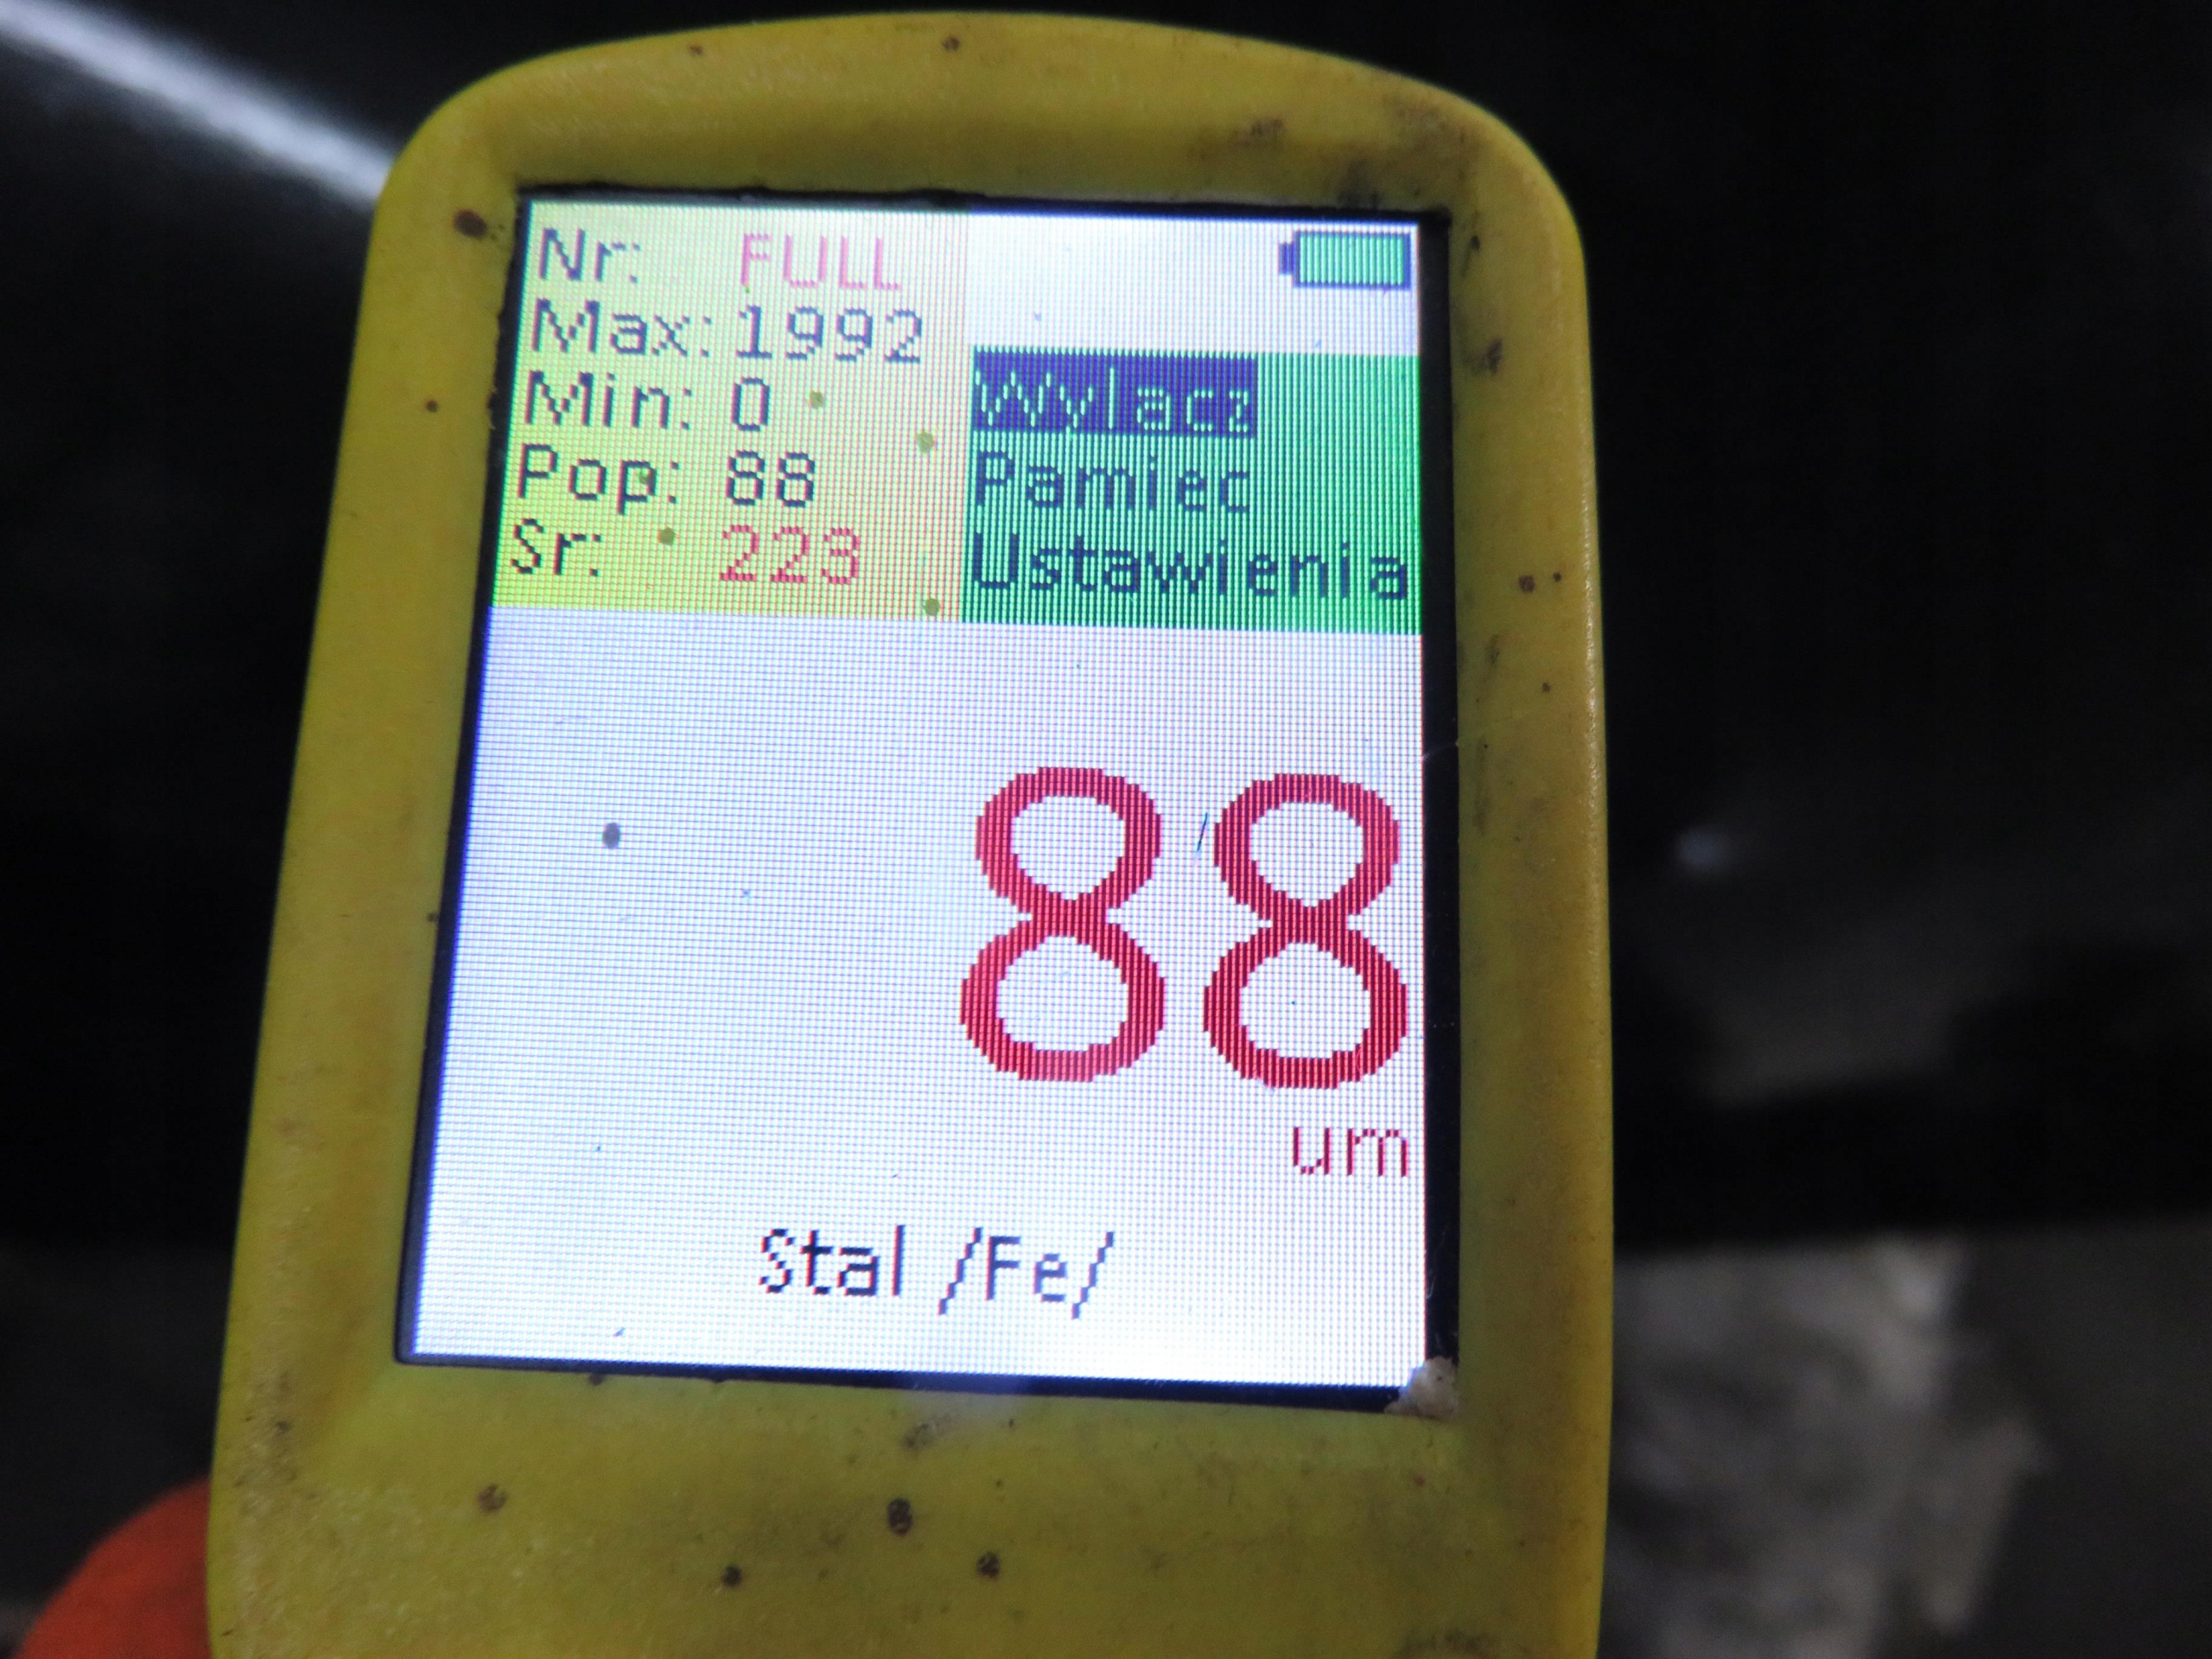 Nr: FULL
Max: 1992
Min: 0
Pop: 88
Sr: 223
Wylacz
Pamiec
Ustawienia
88
um
Stal /Fe/